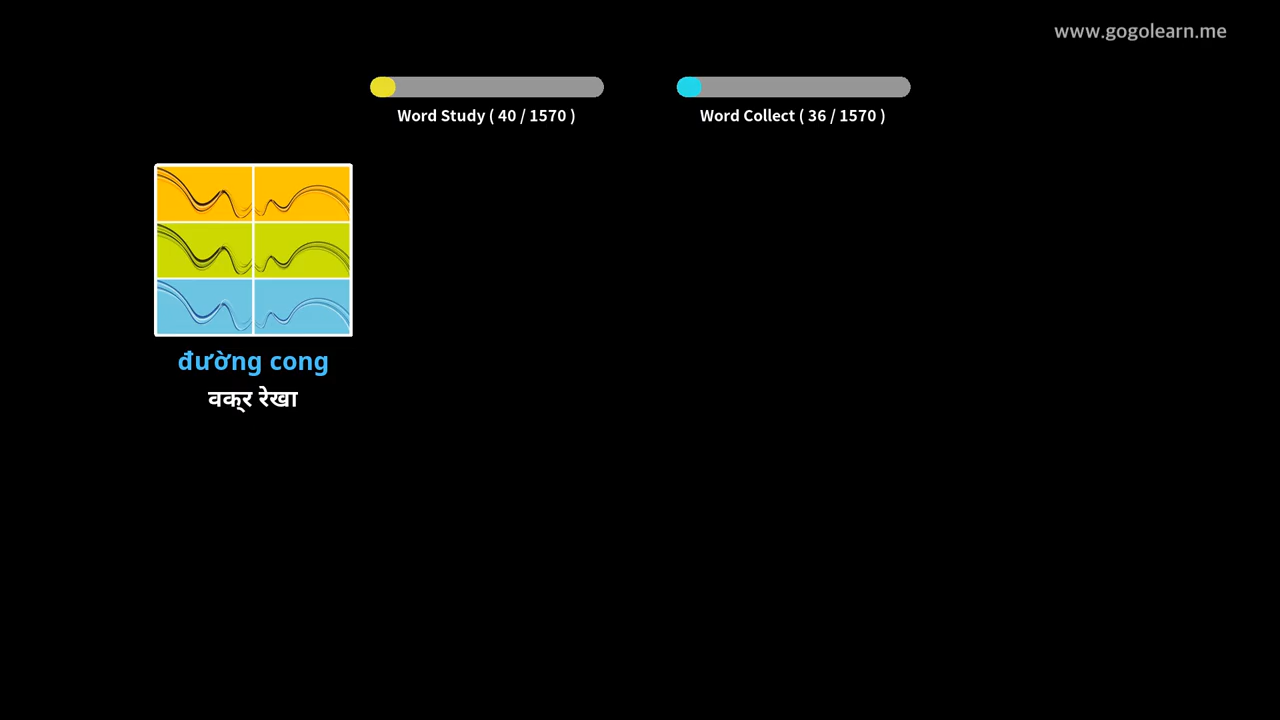 www.gogolearn.me
Word Study ( 40 / 1570 )
Word Collect ( 36 / 1570 )
đường cong
वक्र रेखा